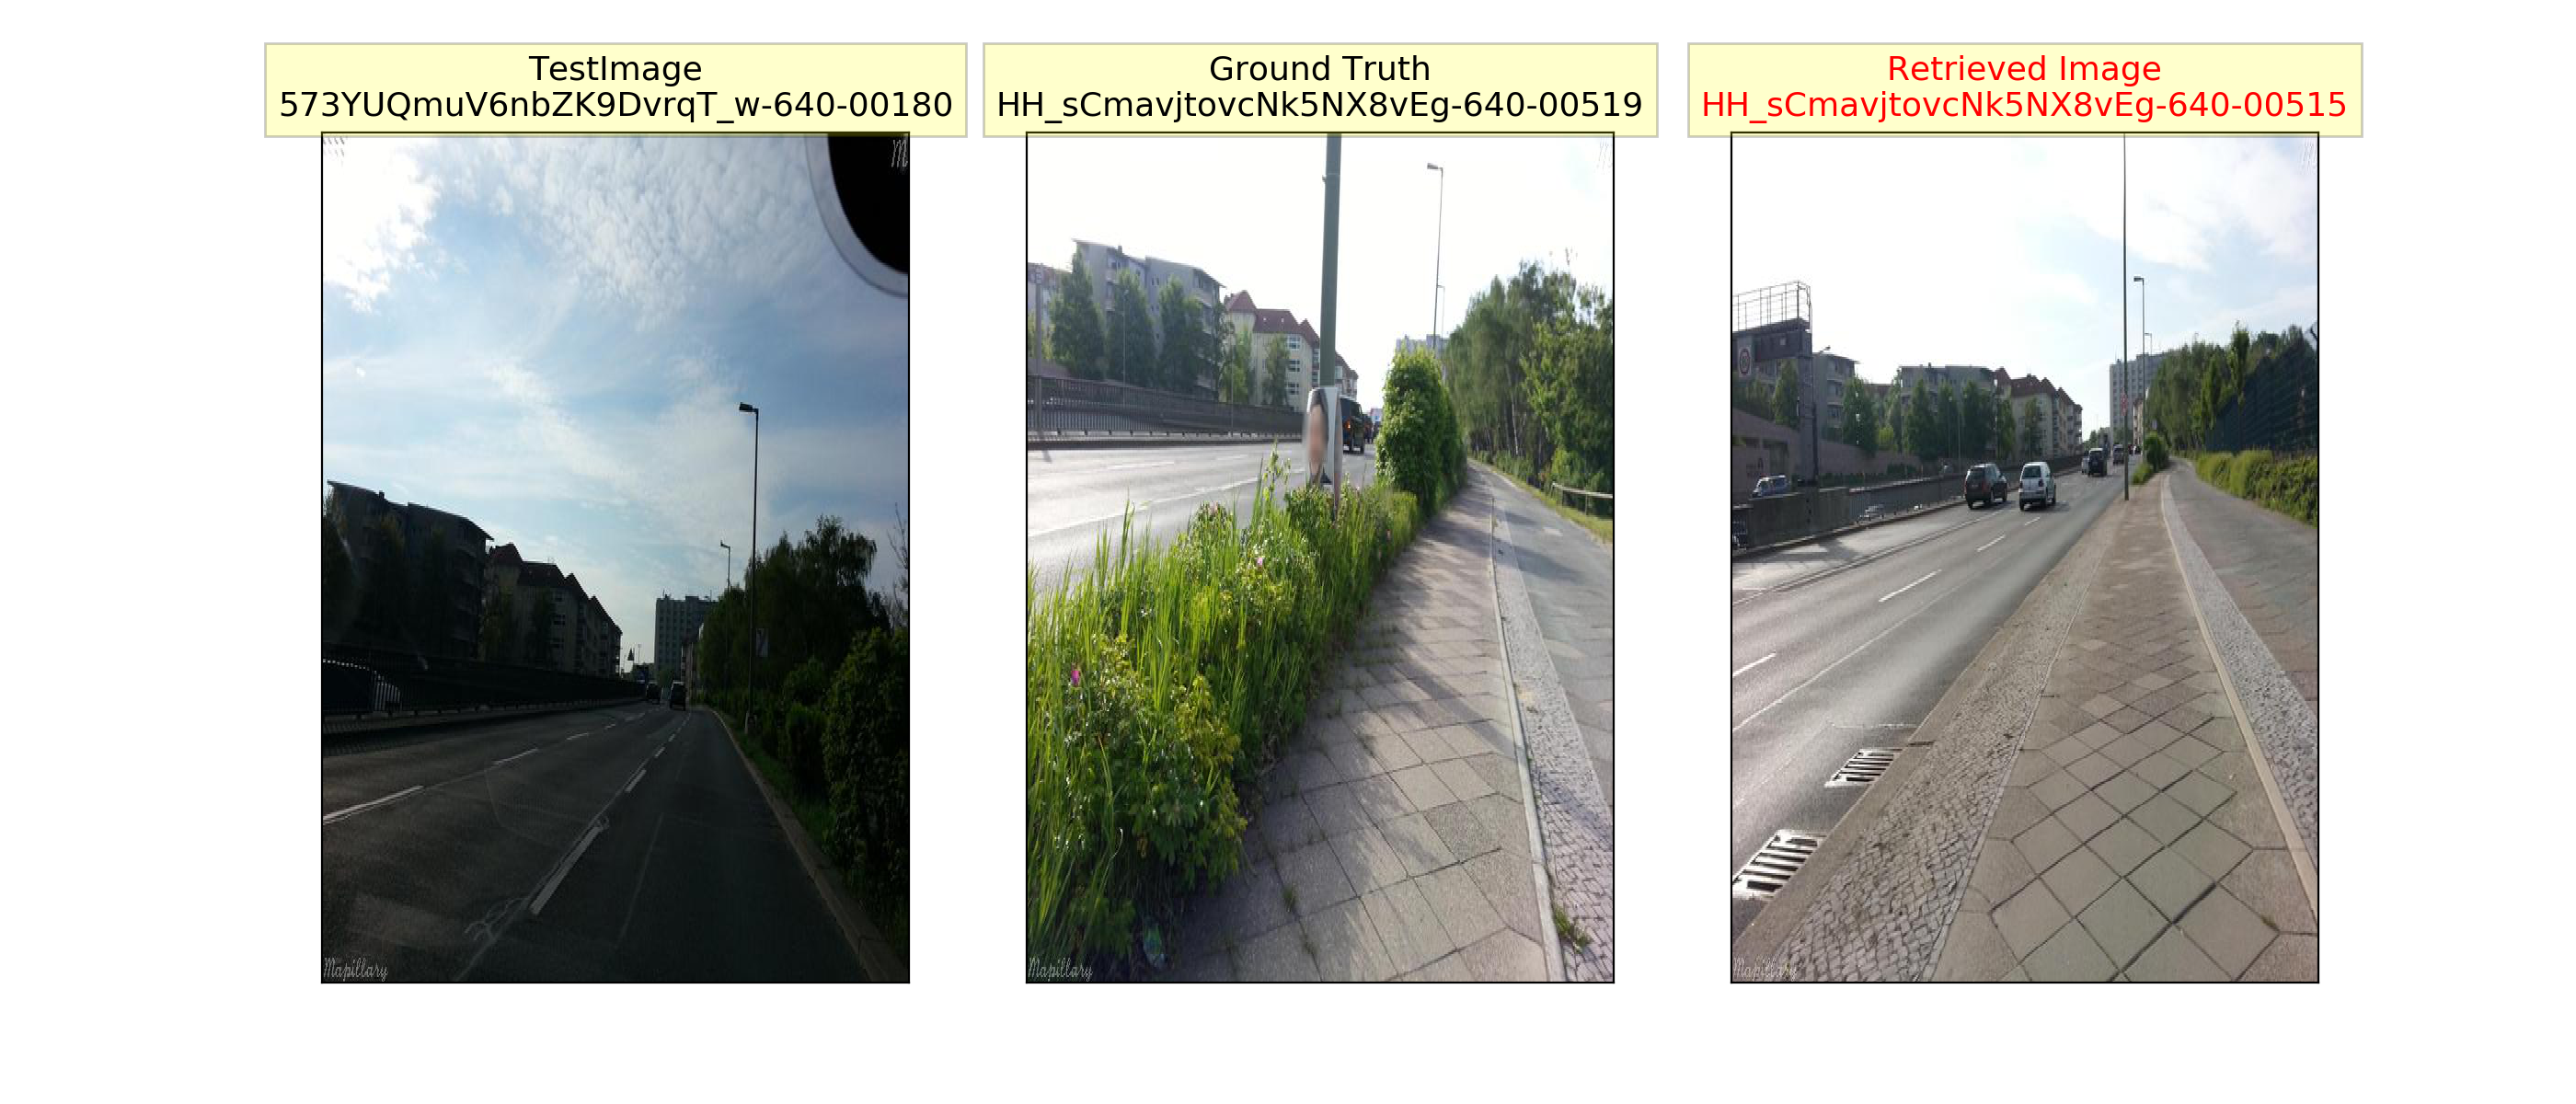 TestImage
573YUQmuV6nbZK9DvrqT_w-640-00180
Ground Truth
HH_sCmavjtovcNk5NX8vEg-640-00519
Retrieved Image
HH_sCmavjtovcNk5NX8vEg-640-00515
M
Mapillary
Mapillary
Mapillary